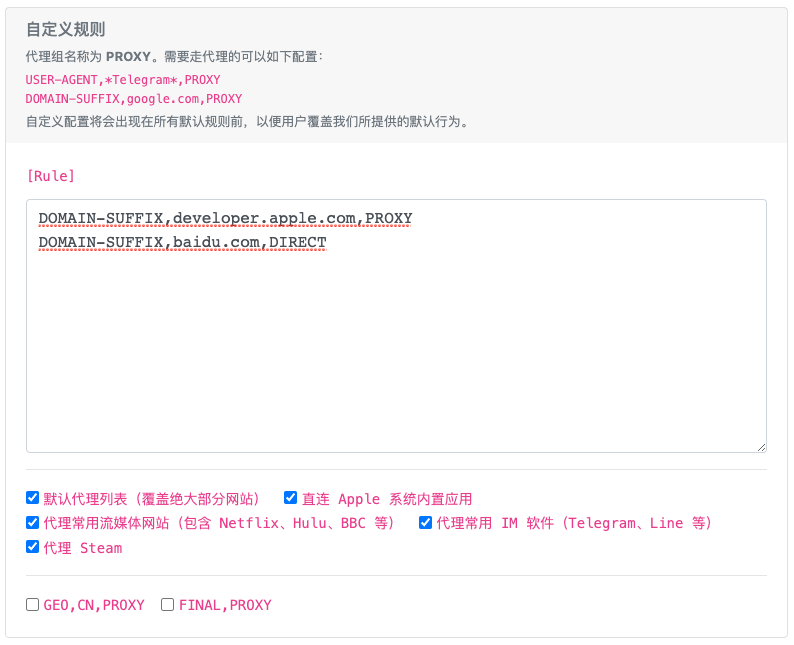 自定义规则
代理组名称为 PROXY。需要走代理的可以如下配置：
USER-AGENT,*Telegram*,PROXY
DOMAIN-SUFFIX,google.com,PROXY
自定义配置将会出现在所有默认规则前，以便用户覆盖我们所提供的默认行为。
[Rule]
DOMAIN-SUFFIX,developer.apple.com,PROXY
DOMAIN-SUFFIX,baidu.com,DIRECT
默认代理列表（覆盖绝大部分网站） 直连 Apple 系统内置应用
代理常用流媒体网站（包含 Netflix、Hulu、BBC 等） 代理常用 IM 软件（Telegram、Line 等）
代理 Steam
GEO,CN,PROXY FINAL,PROXY